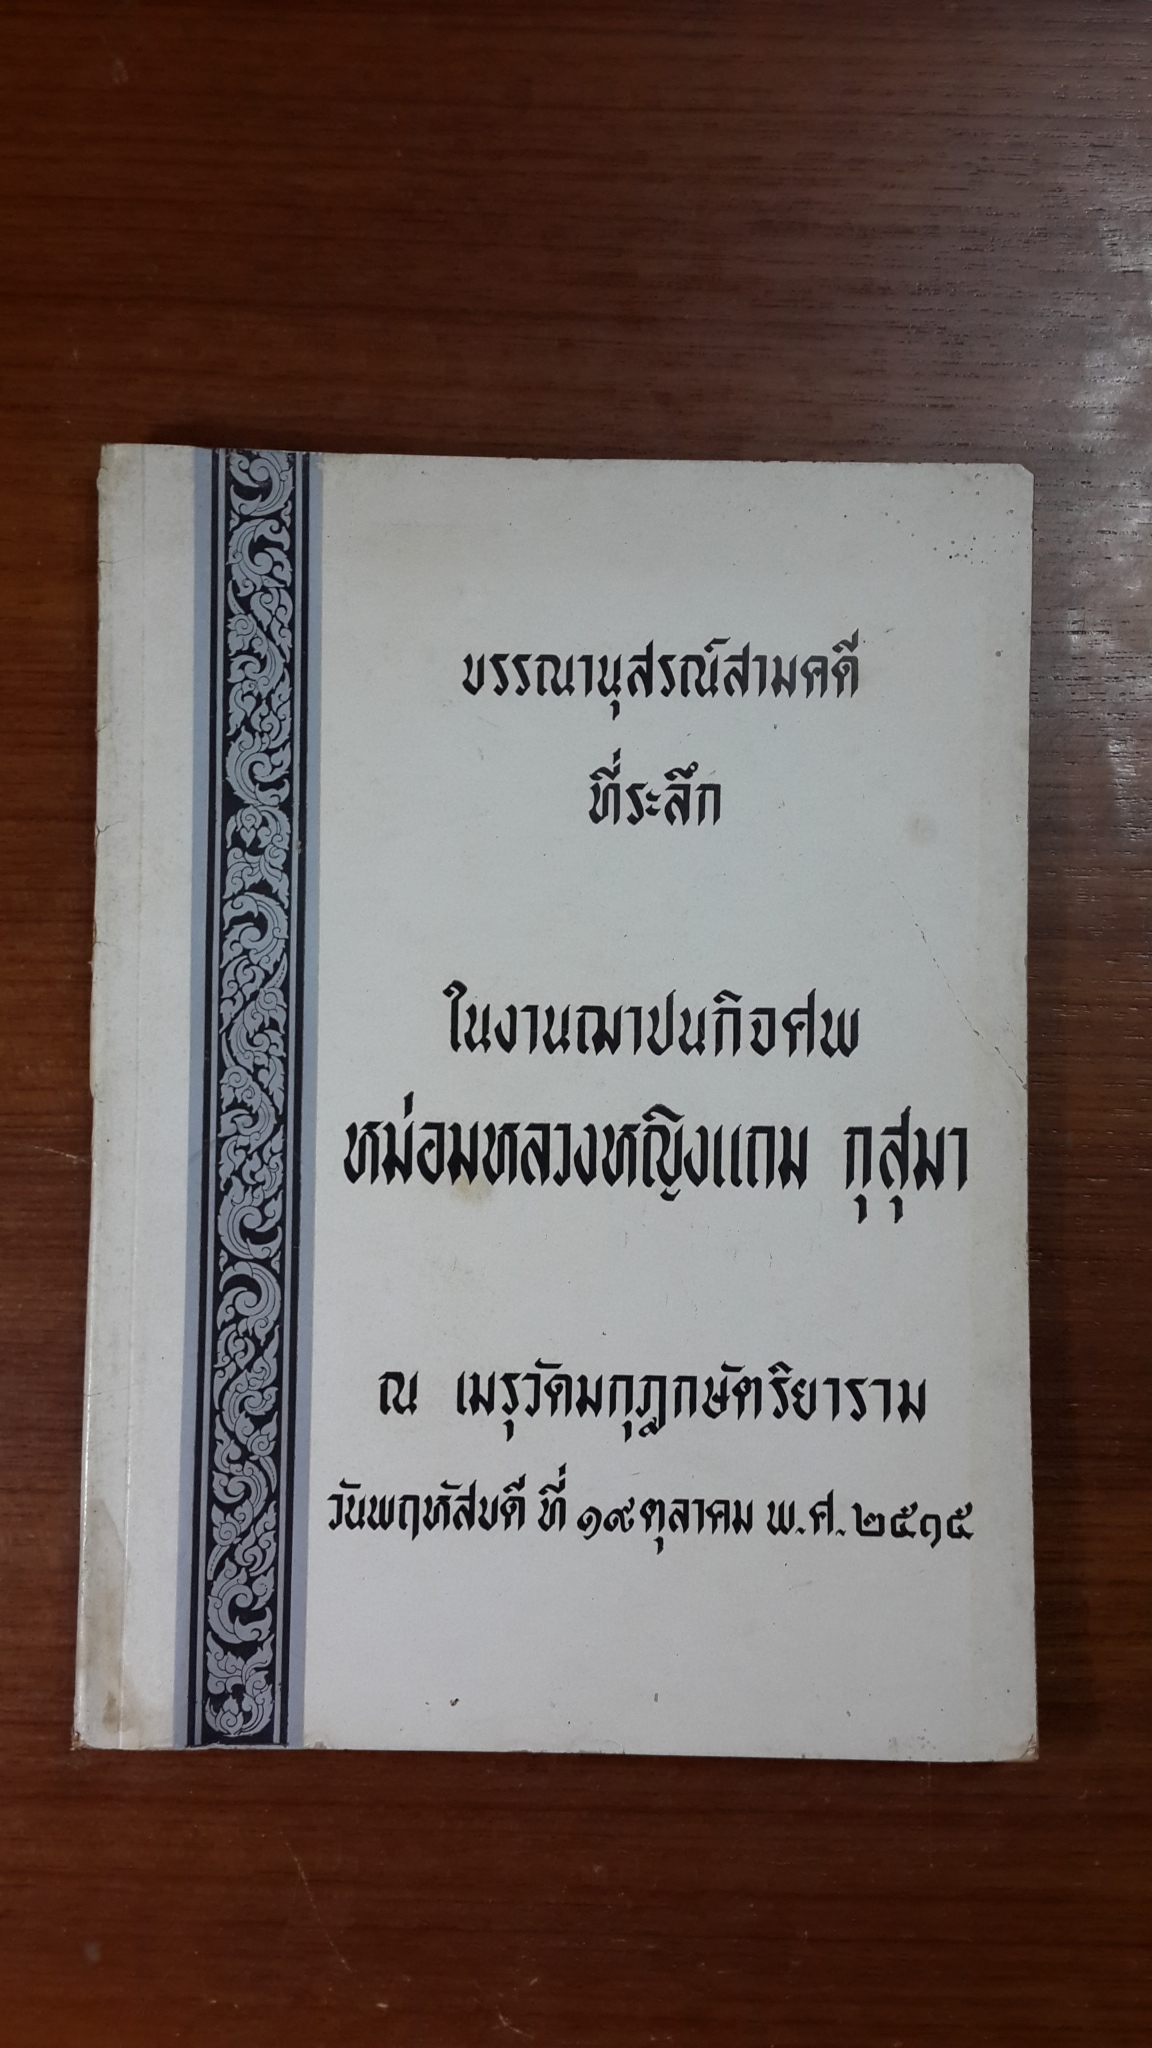 บรรณานุสรณ์สามคดี
ที่ระลึก
ในงานฌาปนกิจศพ
หม่อมหลวงหญิงแถม กุสุมา
ณ เมรุวัดมกุฏกษัตริยาราม
วันพฤหัสบดี ที่ ๑๙ ตุลาคม พ.ศ. ๒๕๑๕